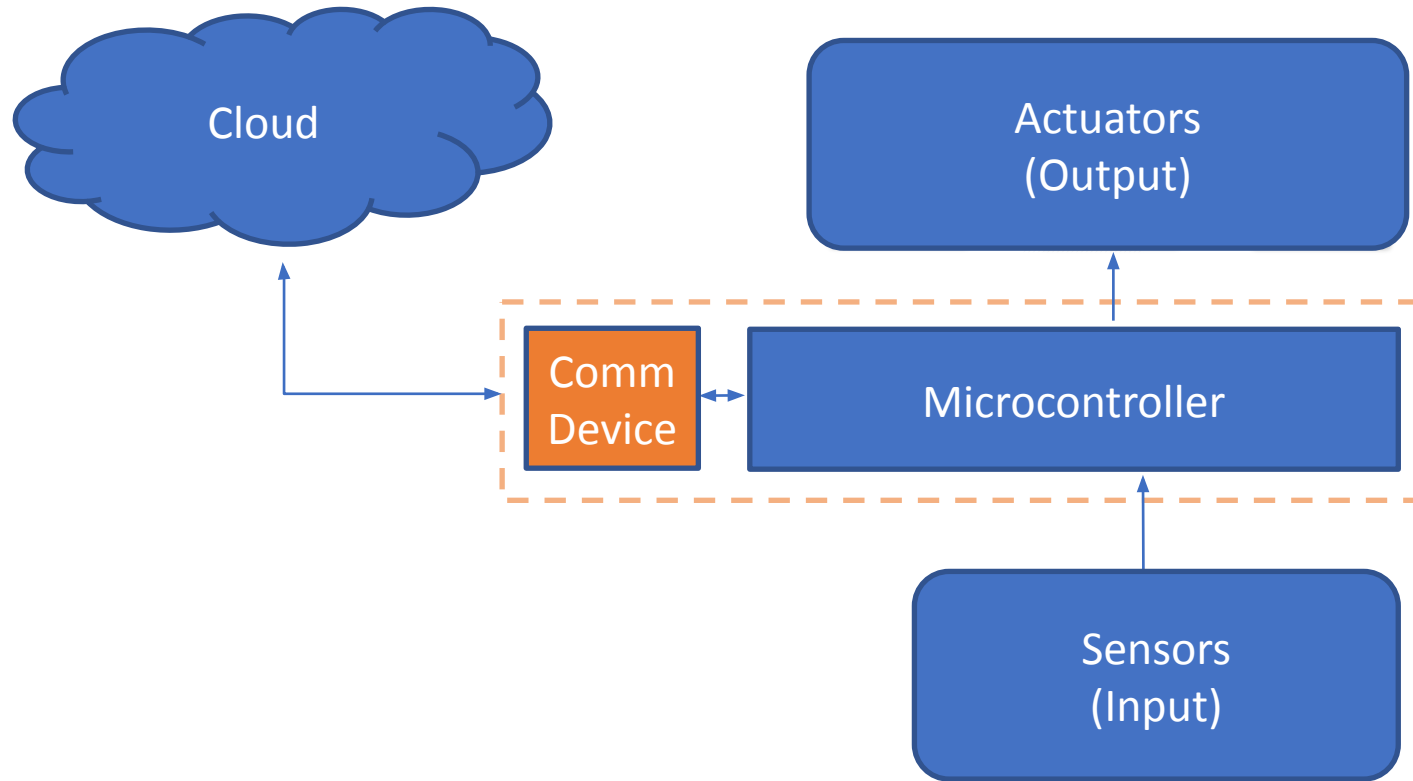 Cloud
Actuators
(Output)
Comm
Device
Microcontroller
Sensors
(Input)